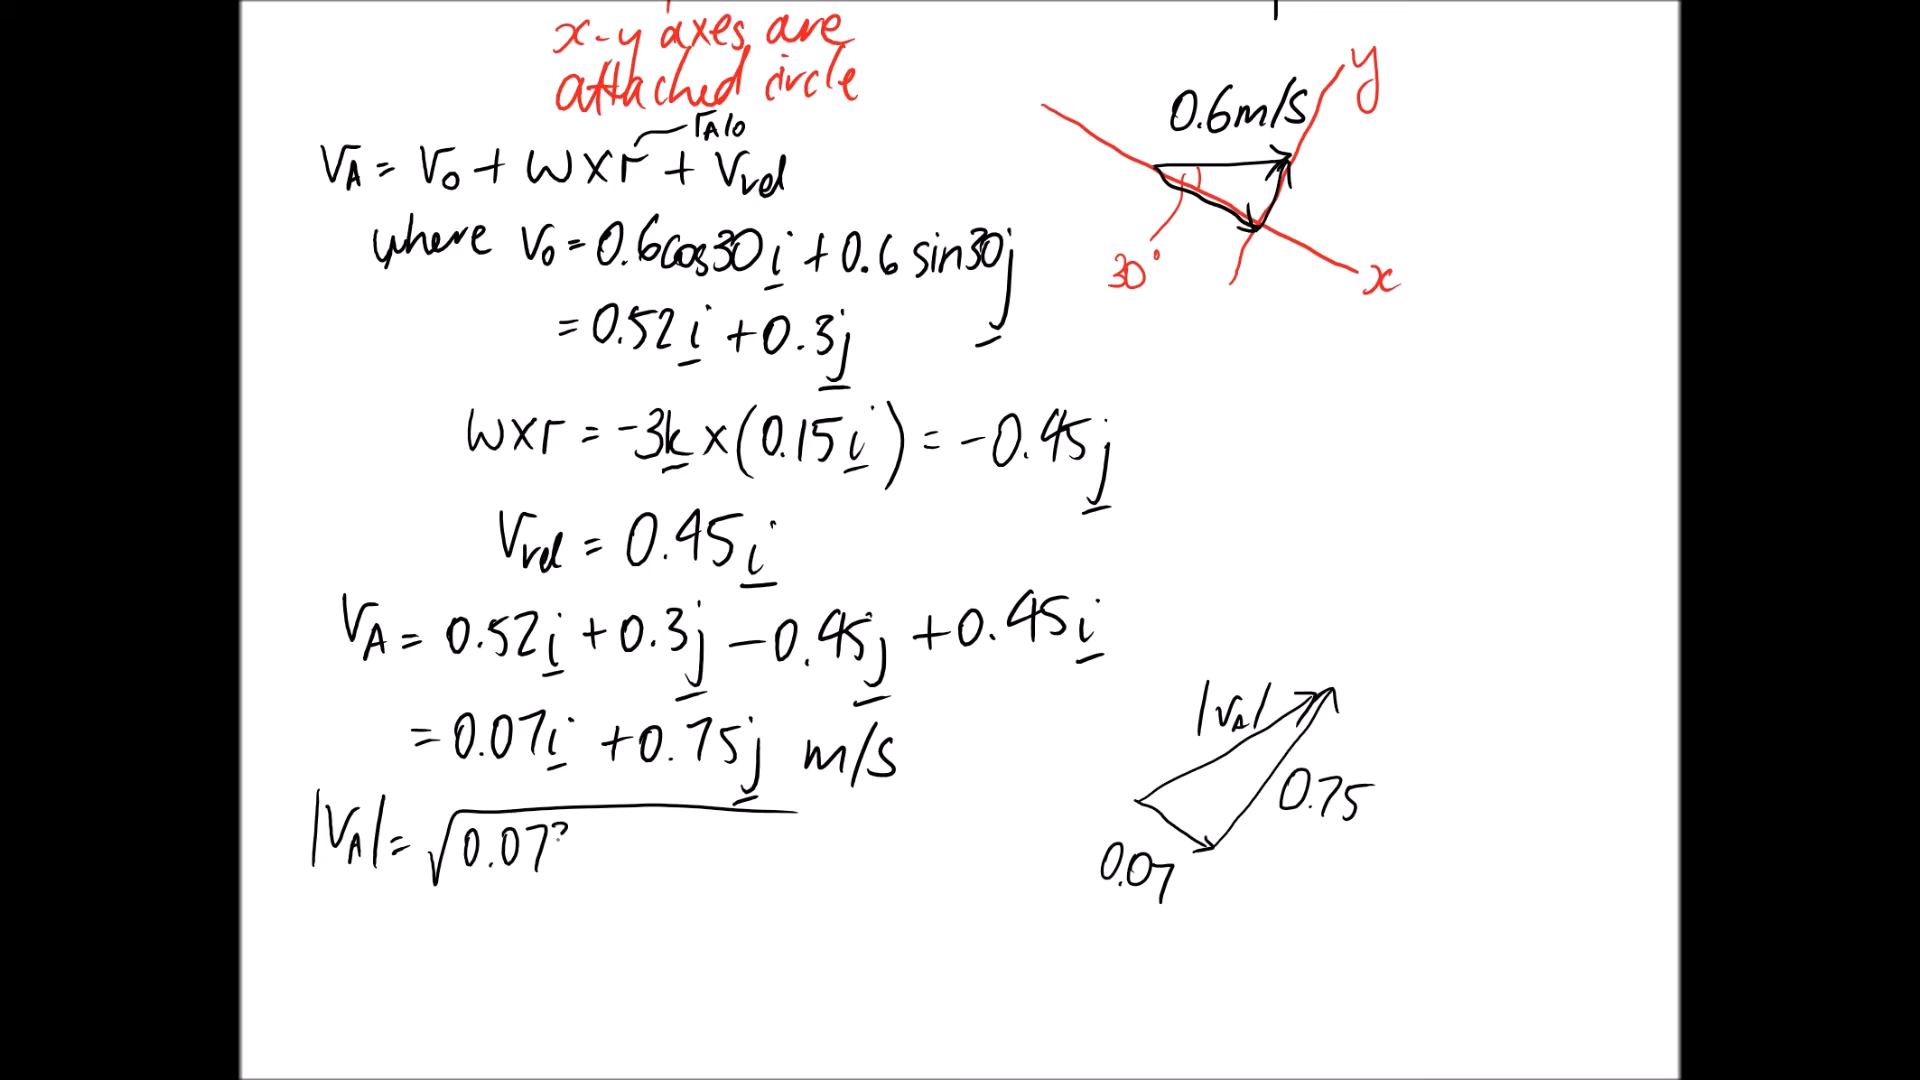 x-y axes are
attached circle
r_A/o
V_A = V_o + ω x r + V_rel
where V_o = 0.6cos30 i + 0.6 sin30 j
= 0.52 i + 0.3 j
ω x r = -3k x (0.15 i) = -0.45 j
V_rel = 0.45 i
V_A = 0.52 i + 0.3 j - 0.45 j + 0.45 i
= 0.07 i + 0.75 j m/s
|V_A| = √0.07²
y
0.6m/s
30°
x
|V_A|
0.75
0.07